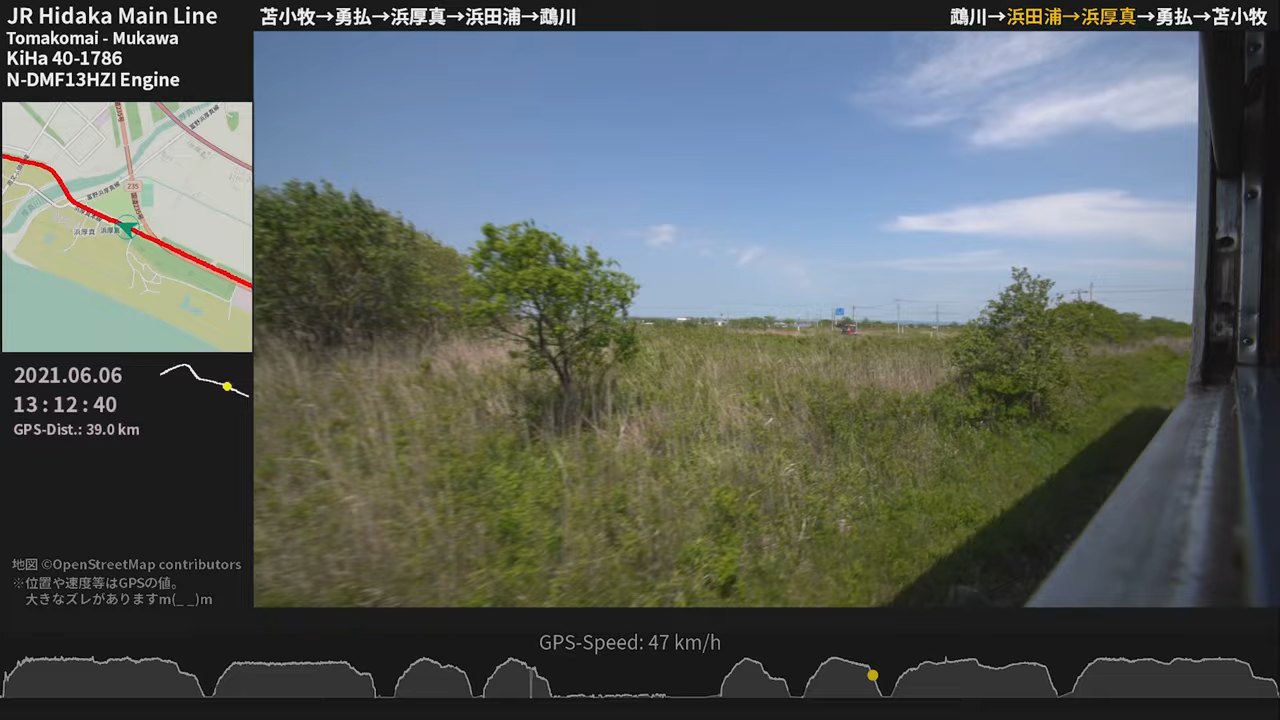 JR Hidaka Main Line
Tomakomai - Mukawa
KiHa 40-1786
N-DMF13HZI Engine
苫小牧→勇払→浜厚真→浜田浦→鵡川
鵡川→浜田浦→浜厚真→勇払→苫小牧
235
浜厚真
2021.06.06
13:12:40
GPS-Dist.: 39.0 km
地図 ©OpenStreetMap contributors
※位置や速度等はGPSの値。
大きなズレがありますm(_ _)m
GPS-Speed: 47 km/h